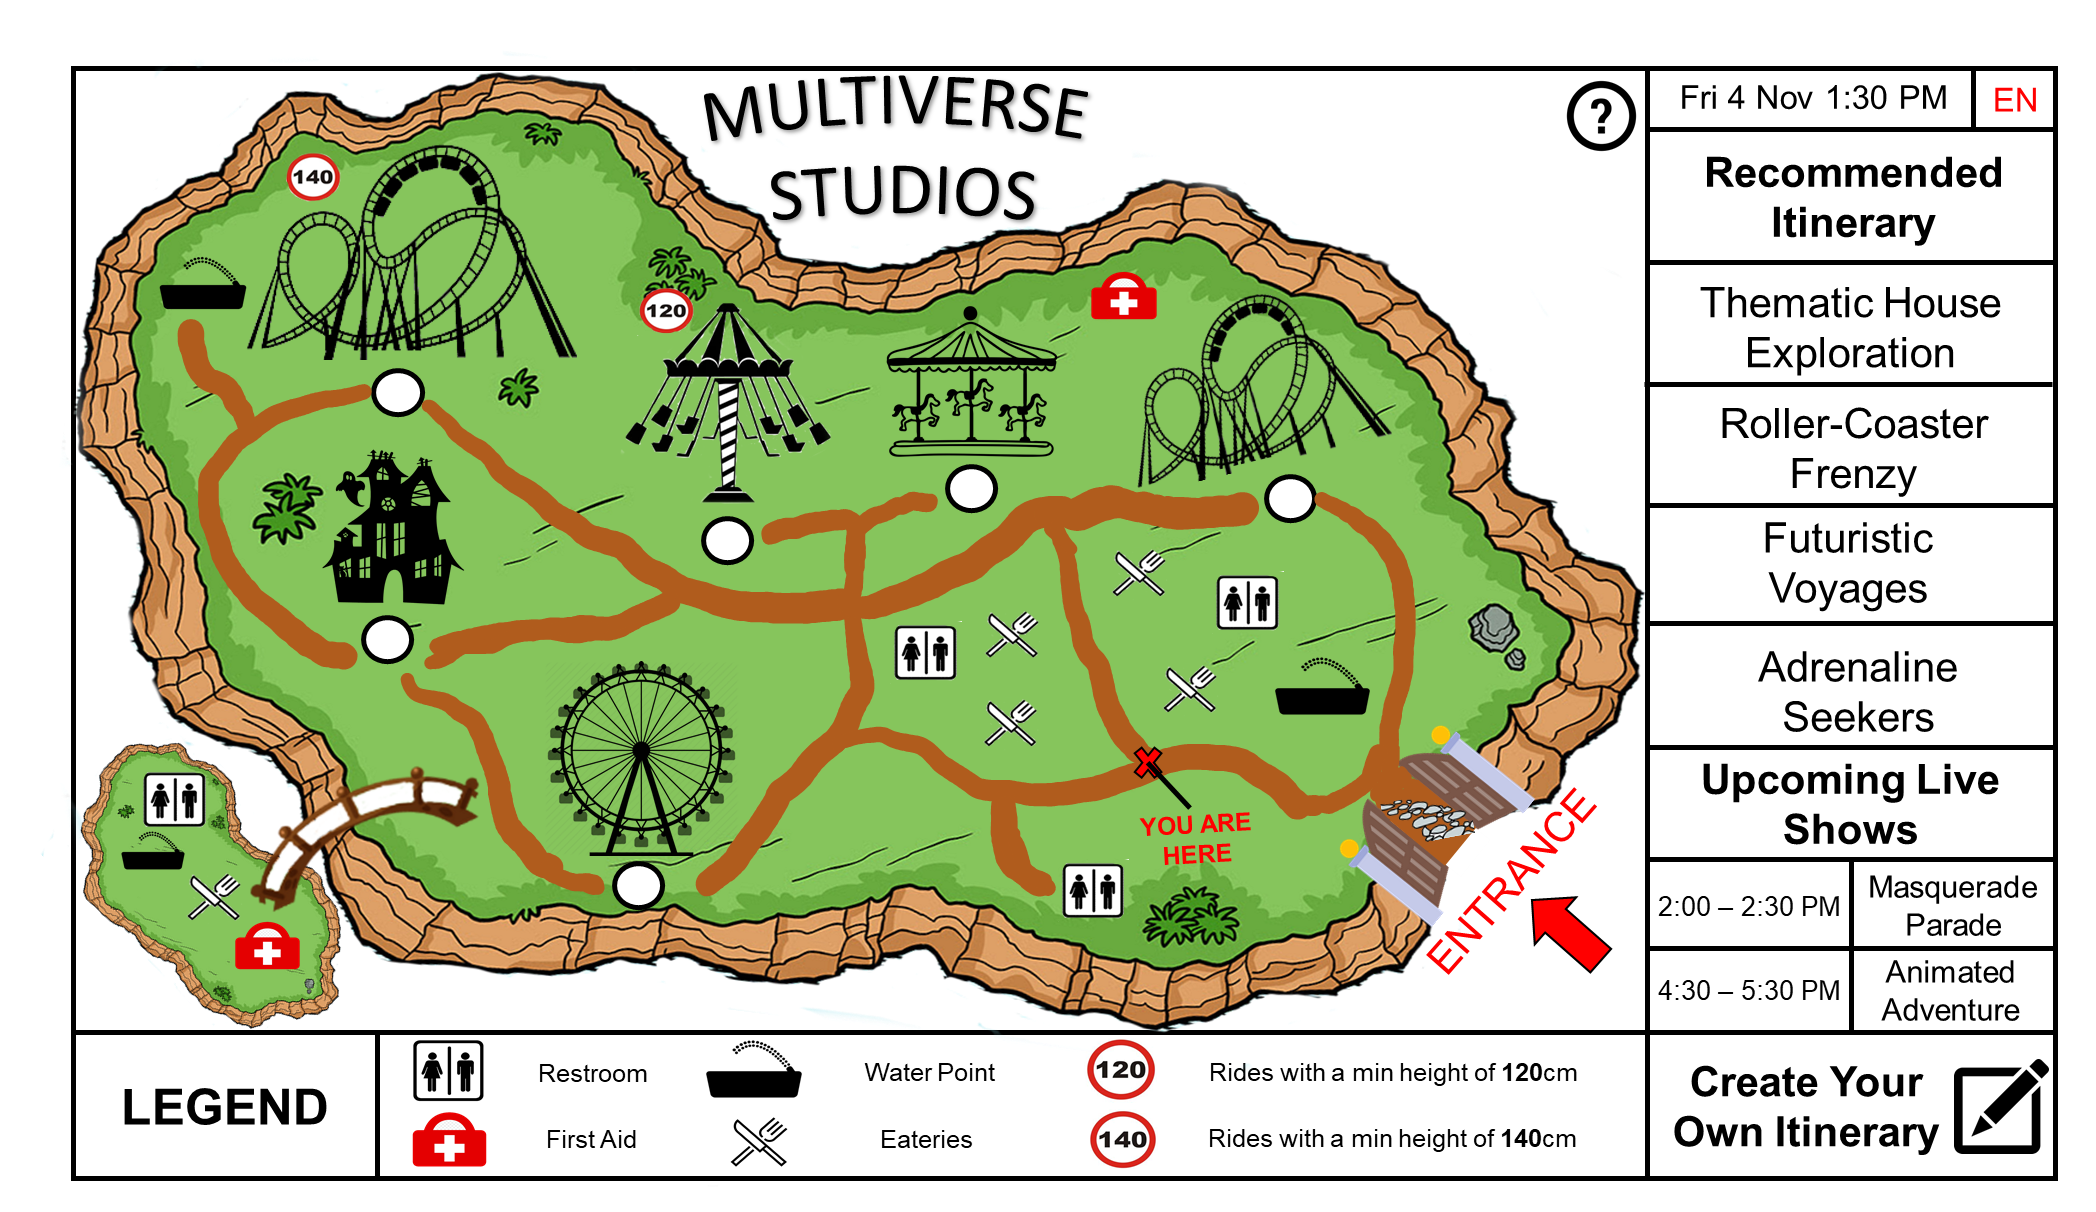 MULTIVERSE
STUDIOS
?
140
120
YOU ARE
HERE
ENTRANCE
Fri 4 Nov 1:30 PM
EN
Recommended
Itinerary
Thematic House
Exploration
Roller-Coaster
Frenzy
Futuristic
Voyages
Adrenaline
Seekers
Upcoming Live
Shows
2:00 – 2:30 PM
Masquerade
Parade
4:30 – 5:30 PM
Animated
Adventure
Create Your
Own Itinerary
LEGEND
Restroom
Water Point
120
Rides with a min height of 120cm
First Aid
Eateries
140
Rides with a min height of 140cm